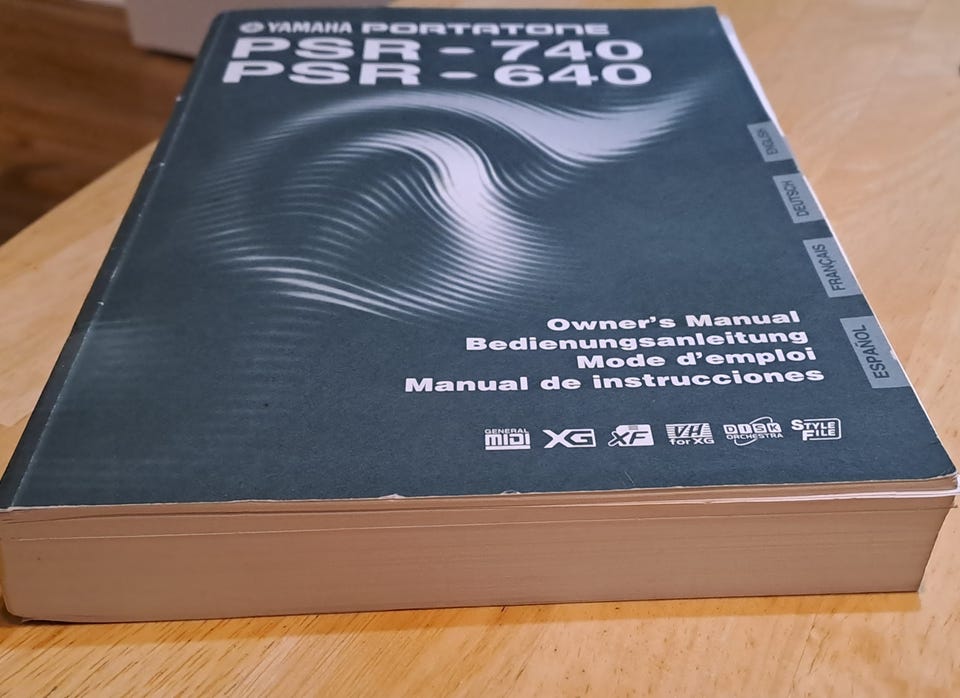 YAMAHA PORTATONE
PSR-740
PSR-640
ENGLISH
DEUTSCH
FRANÇAIS
ESPAÑOL
Owner's Manual
Bedienungsanleitung
Mode d'emploi
Manual de instrucciones
GENERAL MIDI
XG
XF
VH for XG
DISK ORCHESTRA
STYLE FILE